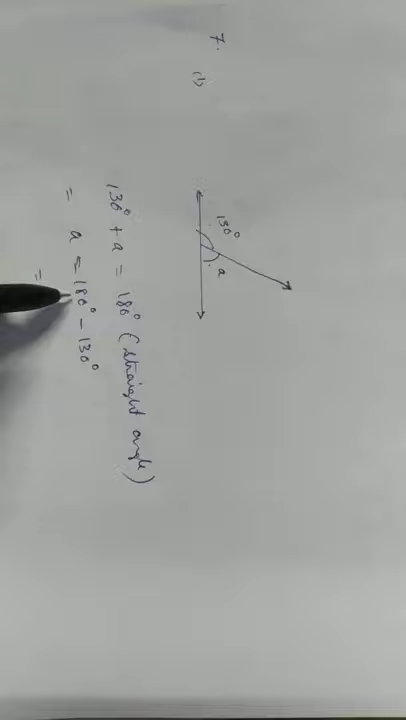 7.
(i)
130° a
130° + a = 180° (straight angle)
= a = 180° - 130°
=